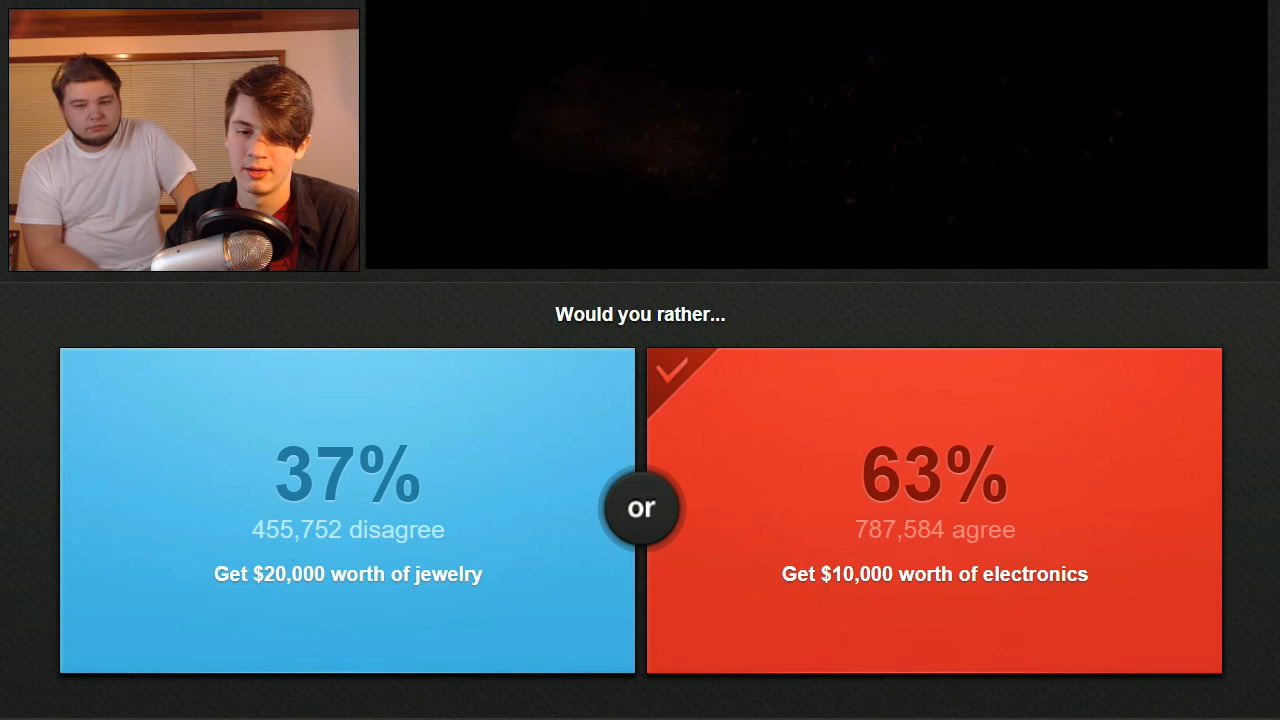 Would you rather...
37%
455,752 disagree
Get $20,000 worth of jewelry
or
63%
787,584 agree
Get $10,000 worth of electronics